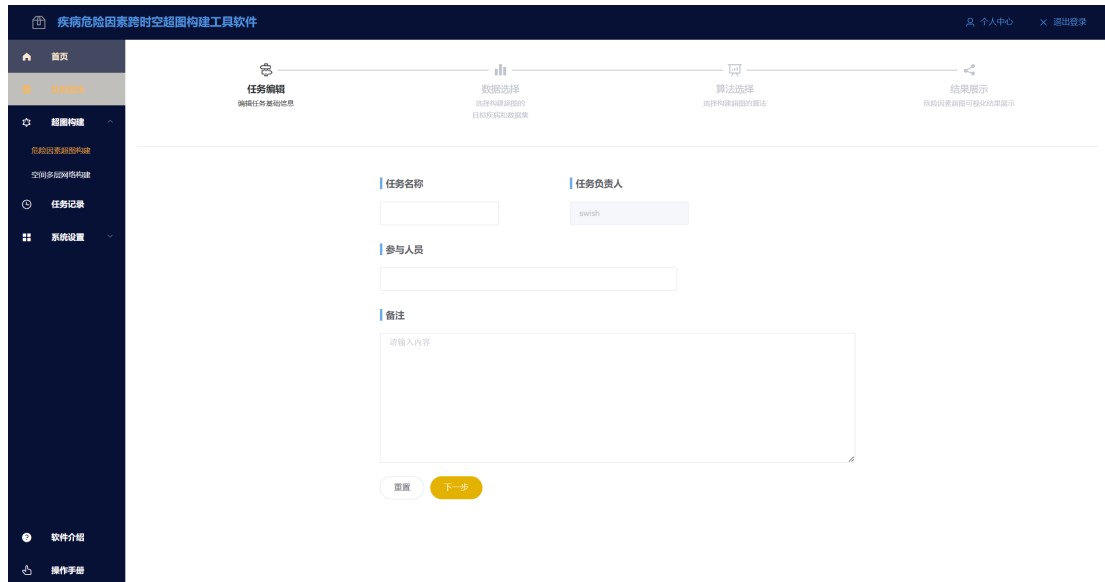 疾病危险因素跨时空超图构建工具软件
个人中心
退出登录
首页
超图构建
危险因素超图构建
空间多层网络构建
任务记录
系统设置
软件介绍
操作手册
任务编辑
编辑任务基础信息
数据选择
选择构建超图的
目标疾病和数据集
算法选择
选择构建超图的算法
结果展示
危险因素超图可视化结果展示
任务名称
任务负责人
swish
参与人员
备注
请输入内容
重置
下一步